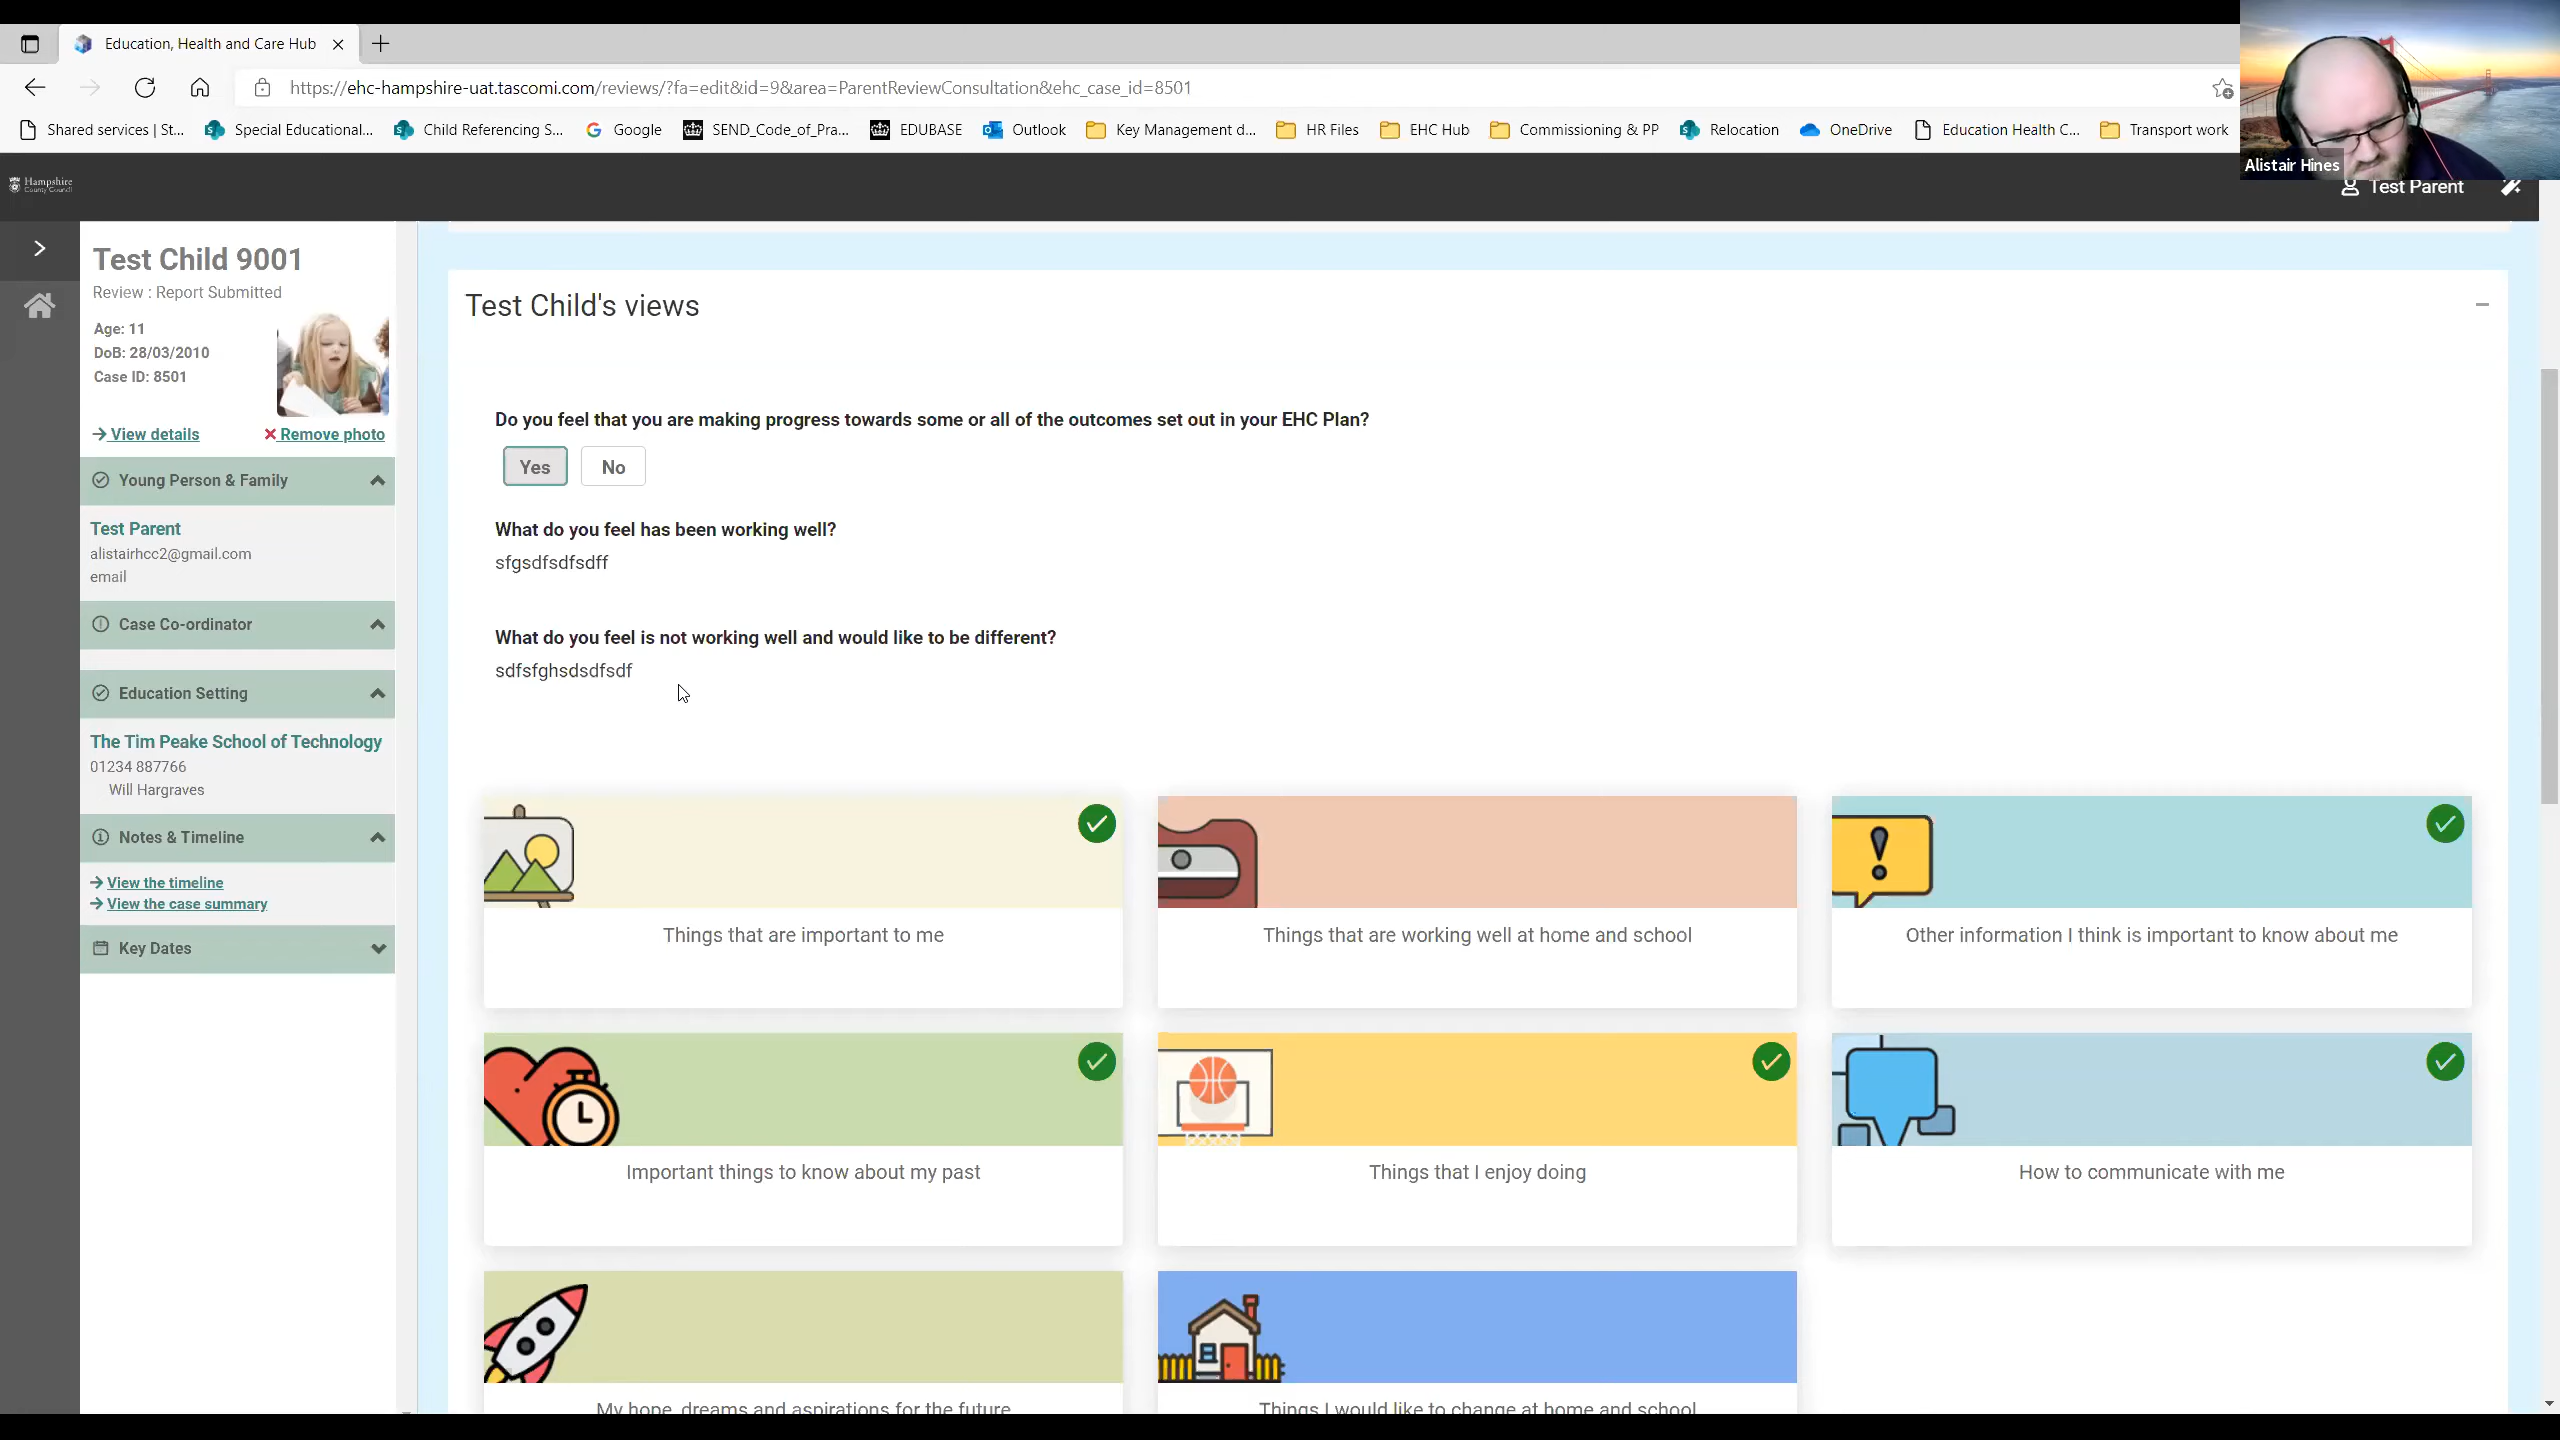 Education, Health and Care Hub
https://ehc-hampshire-uat.tascomi.com/reviews/?fa=edit&id=9&area=ParentReviewConsultation&ehc_case_id=8501
Shared services | St... Special Educational... Child Referencing S... Google SEND_Code_of_Pra... EDUBASE Outlook Key Management d... HR Files EHC Hub Commissioning & PP Relocation OneDrive Education Health C... Transport work
Alistair Hines
Hampshire
County Council
Test Parent
Test Child 9001
Review : Report Submitted
Age: 11
DoB: 28/03/2010
Case ID: 8501
View details Remove photo
Young Person & Family
Test Parent
alistairhcc2@gmail.com
email
Case Co-ordinator
Education Setting
The Tim Peake School of Technology
01234 887766
Will Hargraves
Notes & Timeline
View the timeline
View the case summary
Key Dates
Test Child's views
Do you feel that you are making progress towards some or all of the outcomes set out in your EHC Plan?
Yes No
What do you feel has been working well?
sfgsdfsdfsdff
What do you feel is not working well and would like to be different?
sdfsfghsdsdfsdf
Things that are important to me
Things that are working well at home and school
Other information I think is important to know about me
Important things to know about my past
Things that I enjoy doing
How to communicate with me
My hope, dreams and aspirations for the future
Things I would like to change at home and school